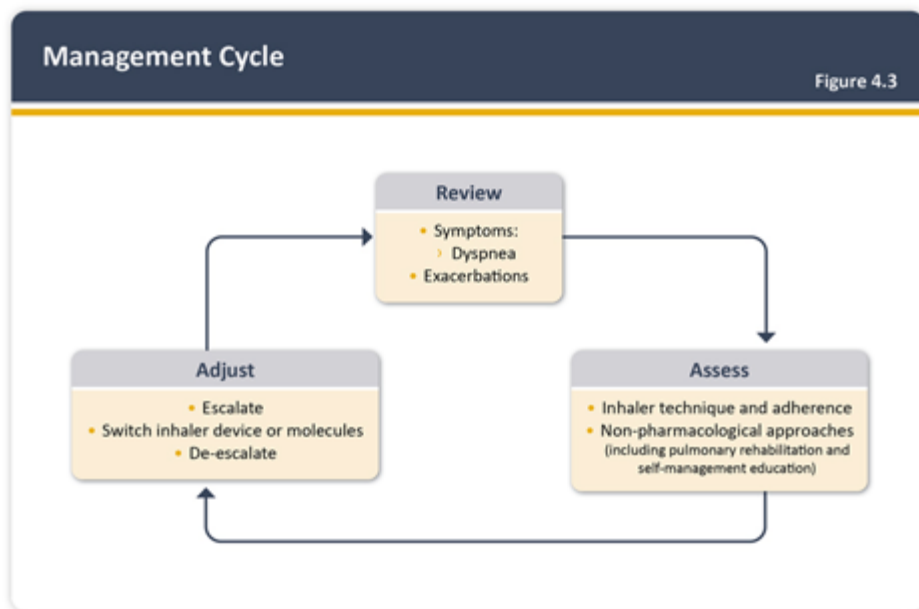 Management Cycle
Figure 4.3
Review
• Symptoms:
› Dyspnea
• Exacerbations
Adjust
• Escalate
• Switch inhaler device or molecules
• De-escalate
Assess
• Inhaler technique and adherence
• Non-pharmacological approaches
(including pulmonary rehabilitation and
self-management education)